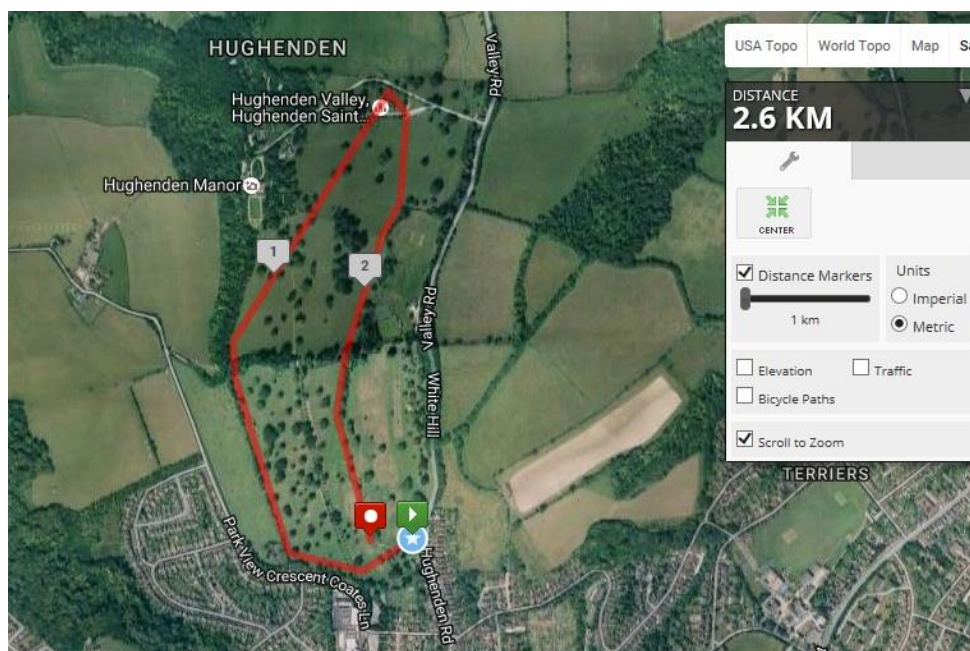 HUGHENDEN
Hughenden Valley,
Hughenden Saint...
Valley Rd
Hughenden Manor
1
2
Valley Rd
White Hill
Park View Crescent
Coates Ln
Hughenden Rd
TERRIERS
USA Topo
World Topo
Map
DISTANCE
2.6 KM
CENTER
Distance Markers
1 km
Units
Imperial
Metric
Elevation
Traffic
Bicycle Paths
Scroll to Zoom